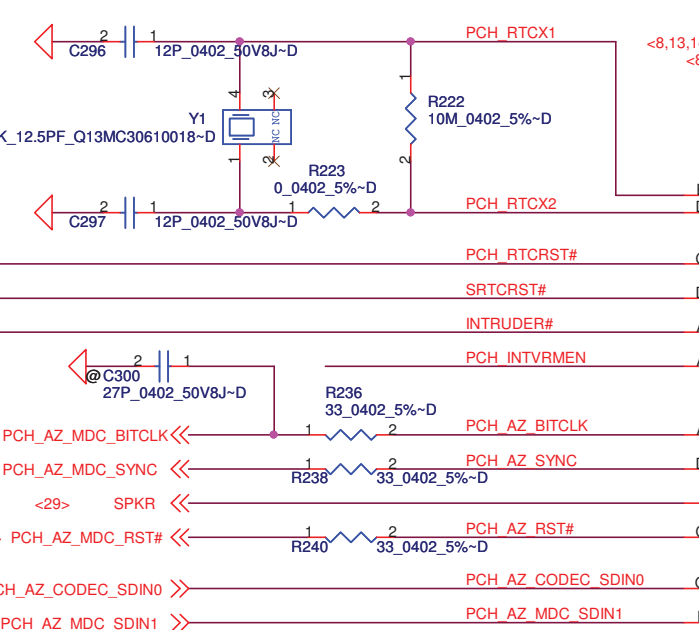 2 1 PCH_RTCX1
<8,13,1
C296 12P_0402_50V8J~D
<8
4 3 1
R222
Y1 NC NC 10M_0402_5%~D
K_12.5PF_Q13MC30610018~D
1 2 2
R223
0_0402_5%~D
2 1 1 2 PCH_RTCX2
C297 12P_0402_50V8J~D
PCH_RTCRST#
SRTCRST#
INTRUDER#
2 1 PCH_INTVRMEN
@C300
27P_0402_50V8J~D R236
33_0402_5%~D
PCH_AZ_MDC_BITCLK 1 2 PCH_AZ_BITCLK
PCH_AZ_MDC_SYNC 1 2 PCH_AZ_SYNC
R238 33_0402_5%~D
<29> SPKR
PCH_AZ_MDC_RST# 1 2 PCH_AZ_RST#
R240 33_0402_5%~D
CH_AZ_CODEC_SDIN0 PCH_AZ_CODEC_SDIN0
PCH_AZ_MDC_SDIN1 PCH_AZ_MDC_SDIN1